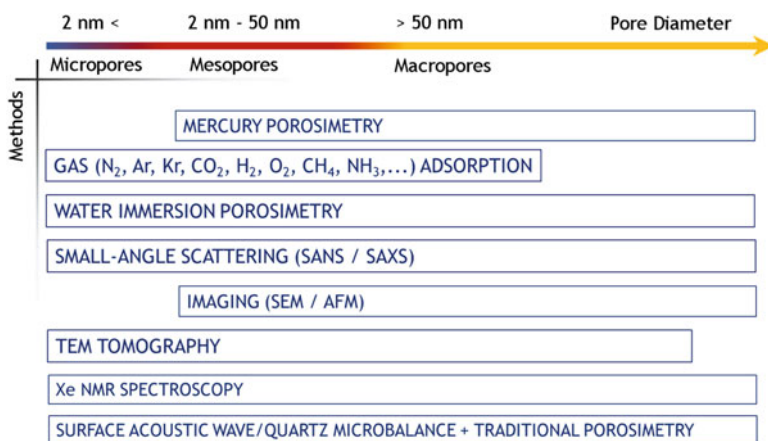 2 nm < 2 nm - 50 nm > 50 nm Pore Diameter
Micropores Mesopores Macropores
Methods
MERCURY POROSIMETRY
GAS (N₂, Ar, Kr, CO₂, H₂, O₂, CH₄, NH₃,...) ADSORPTION
WATER IMMERSION POROSIMETRY
SMALL-ANGLE SCATTERING (SANS / SAXS)
IMAGING (SEM / AFM)
TEM TOMOGRAPHY
Xe NMR SPECTROSCOPY
SURFACE ACOUSTIC WAVE/QUARTZ MICROBALANCE + TRADITIONAL POROSIMETRY